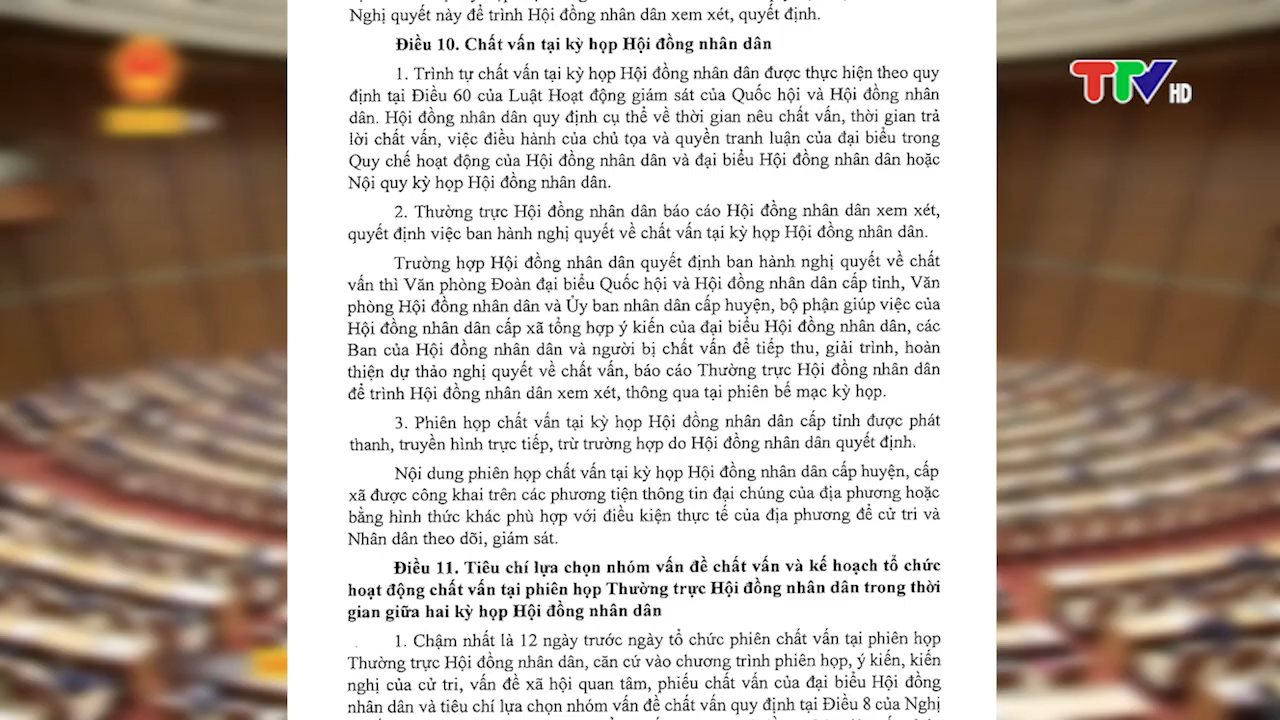 Nghị quyết này để trình Hội đồng nhân dân xem xét, quyết định.
Điều 10. Chất vấn tại kỳ họp Hội đồng nhân dân
1. Trình tự chất vấn tại kỳ họp Hội đồng nhân dân được thực hiện theo quy
định tại Điều 60 của Luật Hoạt động giám sát của Quốc hội và Hội đồng nhân
dân. Hội đồng nhân dân quy định cụ thể về thời gian nêu chất vấn, thời gian trả
lời chất vấn, việc điều hành của chủ tọa và quyền tranh luận của đại biểu trong
Quy chế hoạt động của Hội đồng nhân dân và đại biểu Hội đồng nhân dân hoặc
Nội quy kỳ họp Hội đồng nhân dân.
2. Thường trực Hội đồng nhân dân báo cáo Hội đồng nhân dân xem xét,
quyết định việc ban hành nghị quyết về chất vấn tại kỳ họp Hội đồng nhân dân.
Trường hợp Hội đồng nhân dân quyết định ban hành nghị quyết về chất
vấn thì Văn phòng Đoàn đại biểu Quốc hội và Hội đồng nhân dân cấp tỉnh, Văn
phòng Hội đồng nhân dân và Ủy ban nhân dân cấp huyện, bộ phận giúp việc của
Hội đồng nhân dân cấp xã tổng hợp ý kiến của đại biểu Hội đồng nhân dân, các
Ban của Hội đồng nhân dân và người bị chất vấn để tiếp thu, giải trình, hoàn
thiện dự thảo nghị quyết về chất vấn, báo cáo Thường trực Hội đồng nhân dân
để trình Hội đồng nhân dân xem xét, thông qua tại phiên bế mạc kỳ họp.
3. Phiên họp chất vấn tại kỳ họp Hội đồng nhân dân cấp tỉnh được phát
thanh, truyền hình trực tiếp, trừ trường hợp do Hội đồng nhân dân quyết định.
Nội dung phiên họp chất vấn tại kỳ họp Hội đồng nhân dân cấp huyện, cấp
xã được công khai trên các phương tiện thông tin đại chúng của địa phương hoặc
bằng hình thức khác phù hợp với điều kiện thực tế của địa phương để cử tri và
Nhân dân theo dõi, giám sát.
Điều 11. Tiêu chí lựa chọn nhóm vấn đề chất vấn và kế hoạch tổ chức
hoạt động chất vấn tại phiên họp Thường trực Hội đồng nhân dân trong thời
gian giữa hai kỳ họp Hội đồng nhân dân
1. Chậm nhất là 12 ngày trước ngày tổ chức phiên chất vấn tại phiên họp
Thường trực Hội đồng nhân dân, căn cứ vào chương trình phiên họp, ý kiến, kiến
nghị của cử tri, vấn đề xã hội quan tâm, phiếu chất vấn của đại biểu Hội đồng
nhân dân và tiêu chí lựa chọn nhóm vấn đề chất vấn quy định tại Điều 8 của Nghị
TTV HD